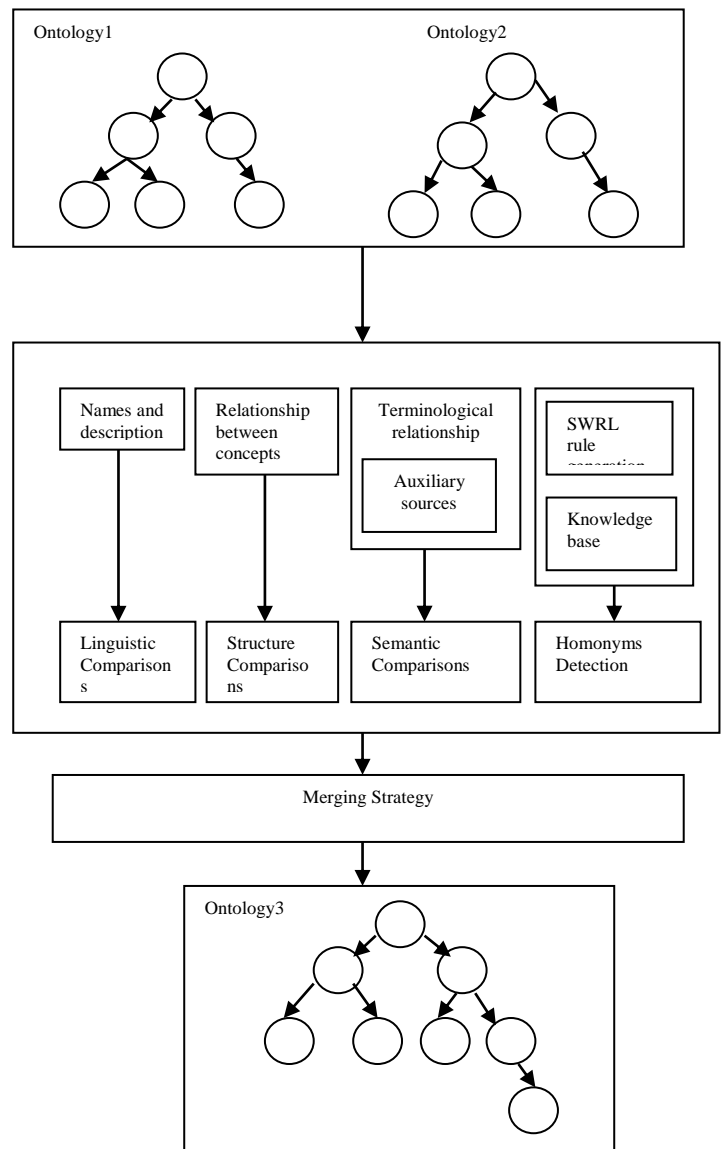 Ontology1
Ontology2
Names and
description
Relationship
between
concepts
Terminological
relationship
Auxiliary
sources
SWRL
rule
generation
Knowledge
base
Linguistic
Comparison
s
Structure
Compariso
ns
Semantic
Comparisons
Homonyms
Detection
Merging Strategy
Ontology3